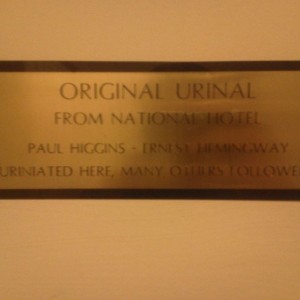 ORIGINAL URINAL
FROM NATIONAL HOTEL
PAUL HIGGINS - ERNEST HEMINGWAY
URINIATED HERE, MANY OTHERS FOLLOWE